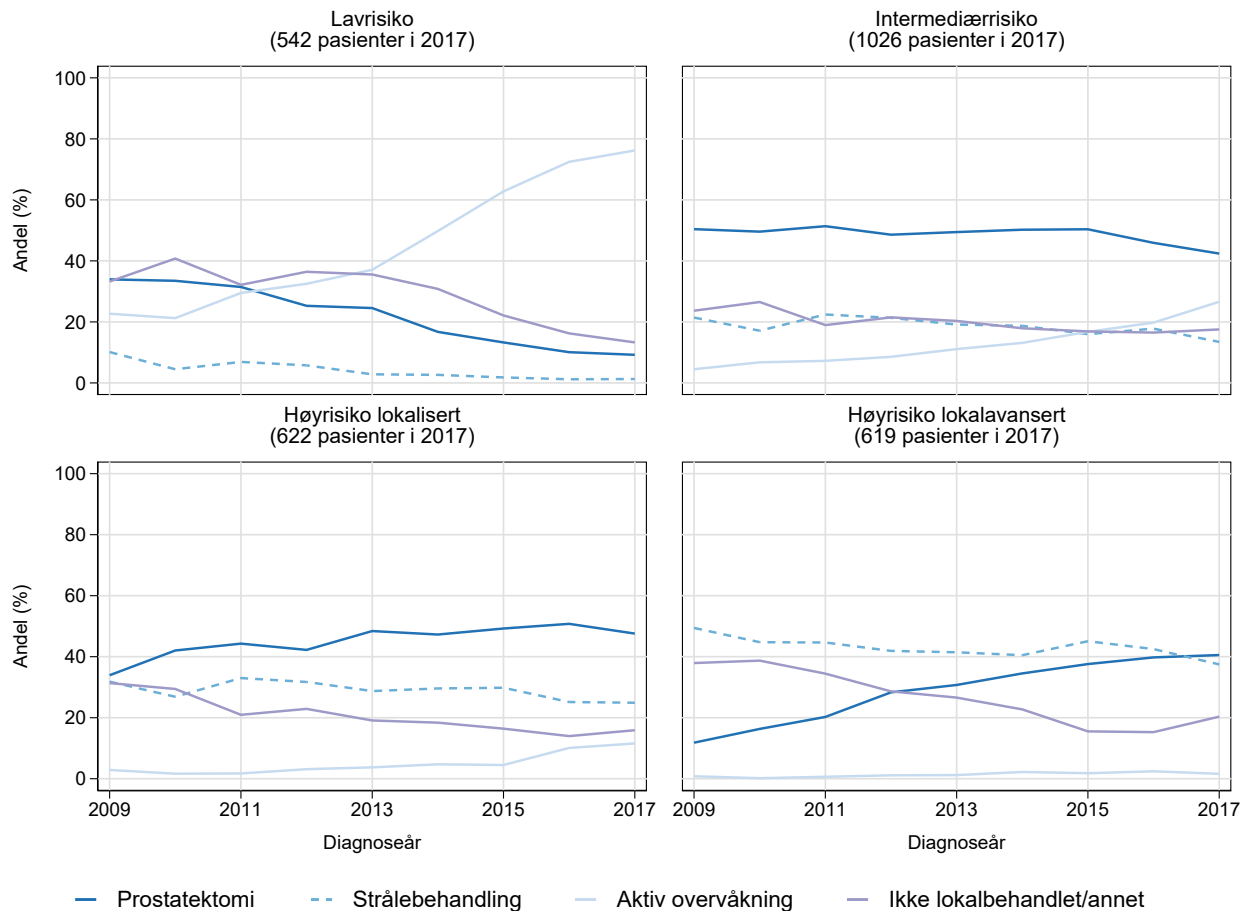 Lavrisiko
(542 pasienter i 2017)
Intermediærrisiko
(1026 pasienter i 2017)
100
80
60
40
20
0
Andel (%)
Høyrisiko lokalisert
(622 pasienter i 2017)
Høyrisiko lokalavansert
(619 pasienter i 2017)
100
80
60
40
20
0
Andel (%)
2009 2011 2013 2015 2017
2009 2011 2013 2015 2017
Diagnoseår
Diagnoseår
Prostatektomi Strålebehandling Aktiv overvåkning Ikke lokalbehandlet/annet